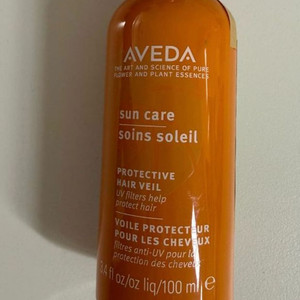 AVEDA
THE ART AND SCIENCE OF PURE
FLOWER AND PLANT ESSENCES.
sun care
soins soleil
PROTECTIVE
HAIR VEIL
UV filters help
protect hair
VOILE PROTECTEUR
POUR LES CHEVEUX
filtres anti-UV pour la
protection des cheveux
3.4 fl oz/oz liq/100 ml e